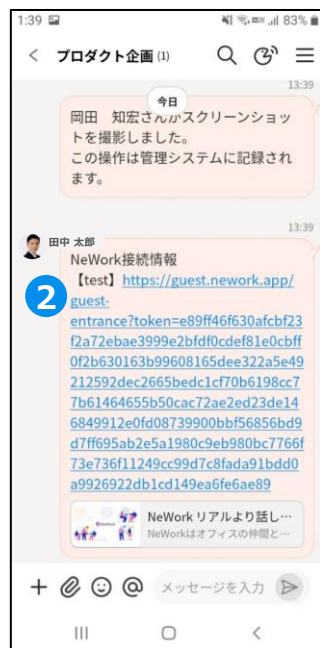 1:39 83%
プロダクト企画 (1)
13:39
今日
岡田 知宏さんがスクリーンショッ
トを撮影しました。
この操作は管理システムに記録され
ます。
13:39
田中 太郎
NeWork接続情報
2
【test】https://guest.nework.app/
guest-
entrance?token=e89ff46f630afcbf23
f2a72ebae3999e2bfdf0cdef81e0cbff
0f2b630163b99608165dee322a5e49
212592dec2665bedc1cf70b6198cc7
7b61464655b50cac72ae2ed23de14
6849912e0fd08739900bbf56856bd9
d7ff695ab2e5a1980c9eb980bc7766f
73e736f11249cc99d7c8fada91bdd0
a9926922db1cd149ea6fe6ae89
NeWork リアルより話し…
NeWorkはオフィスの仲間と…
メッセージを入力